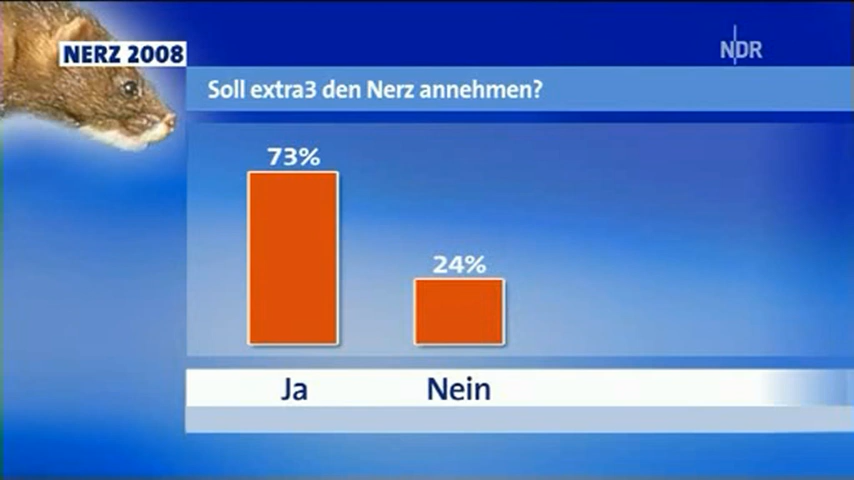 NERZ 2008
NDR
Soll extra3 den Nerz annehmen?
73%
24%
Ja
Nein